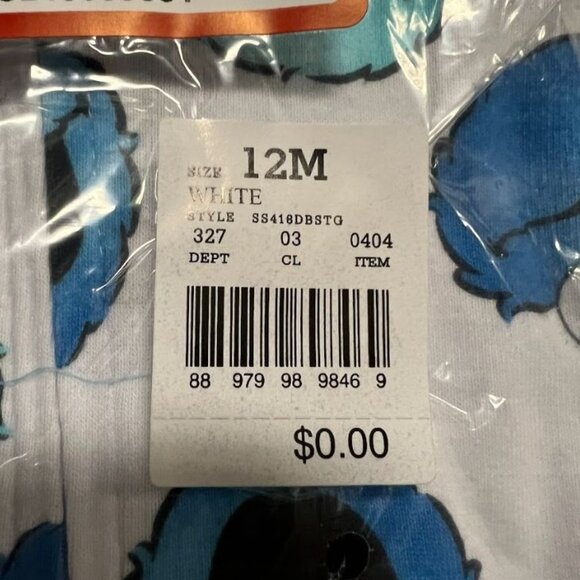 SIZE 12M
WHITE
STYLE SS418DBSTG
327 03 0404
DEPT CL ITEM
88 979 98 9846 9
$0.00